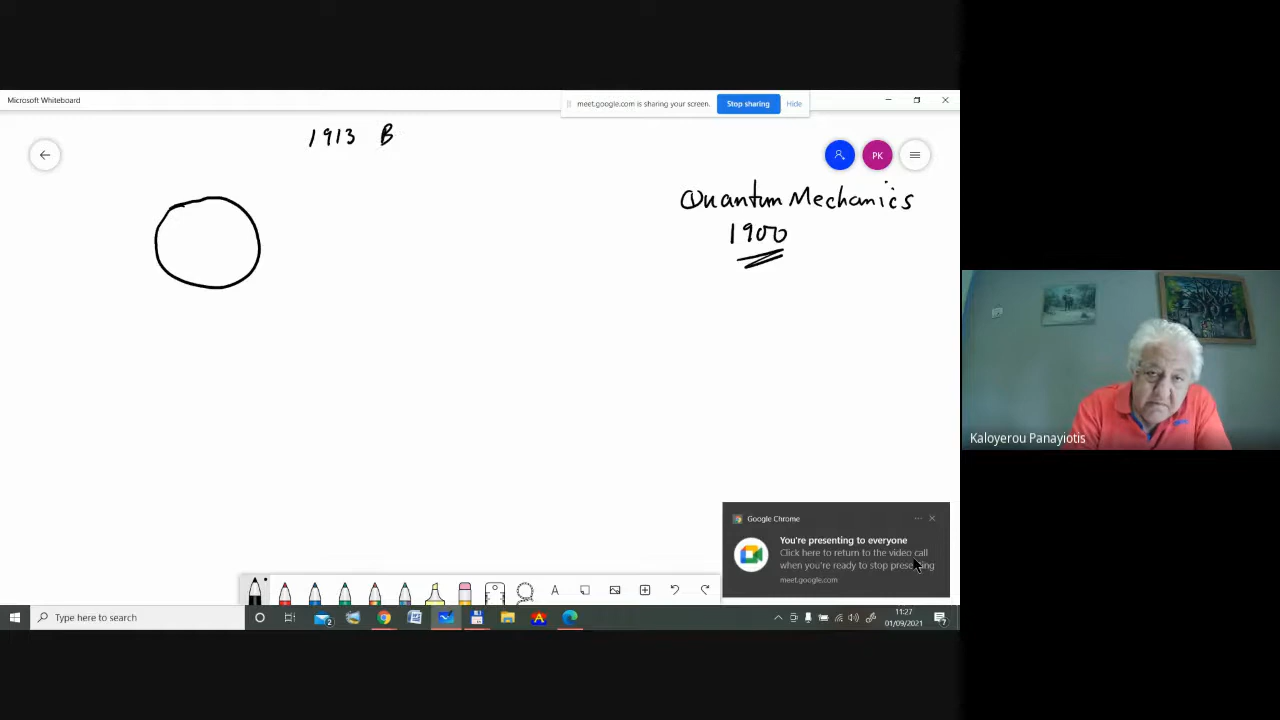 Microsoft Whiteboard
meet.google.com is sharing your screen.
Stop sharing
Hide
1913 B
PK
Quantum Mechanics
1900
Kaloyerou Panayiotis
Google Chrome
You're presenting to everyone
Click here to return to the video call
when you're ready to stop presenting
meet.google.com
A
Type here to search
2
A
11:27
01/09/2021
7